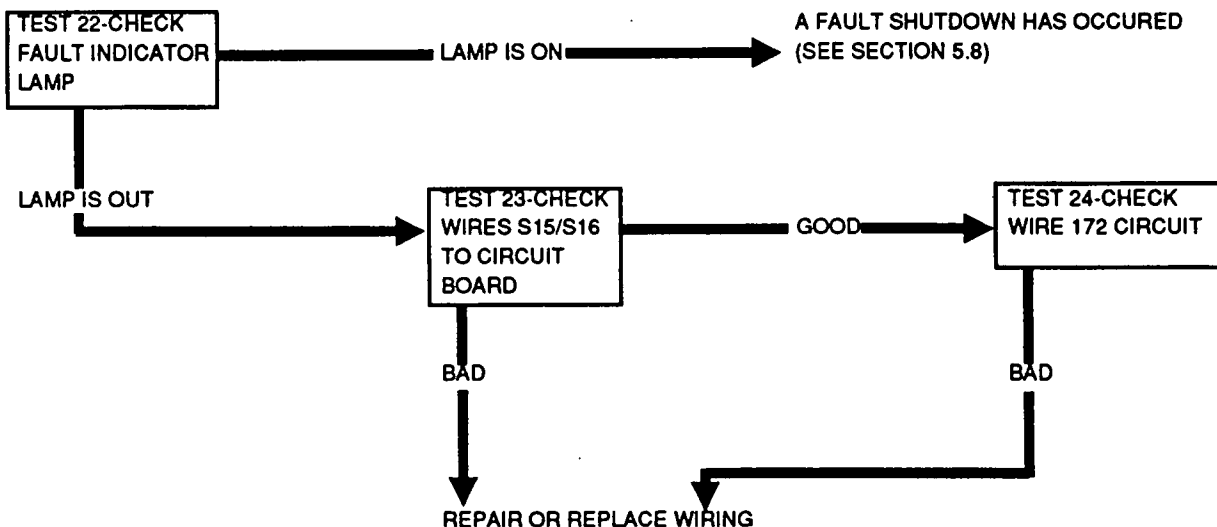 TEST 22-CHECK
FAULT INDICATOR
LAMP
LAMP IS ON
A FAULT SHUTDOWN HAS OCCURED
(SEE SECTION 5.8)
LAMP IS OUT
TEST 23-CHECK
WIRES S15/S16
TO CIRCUIT
BOARD
GOOD
TEST 24-CHECK
WIRE 172 CIRCUIT
BAD
BAD
REPAIR OR REPLACE WIRING